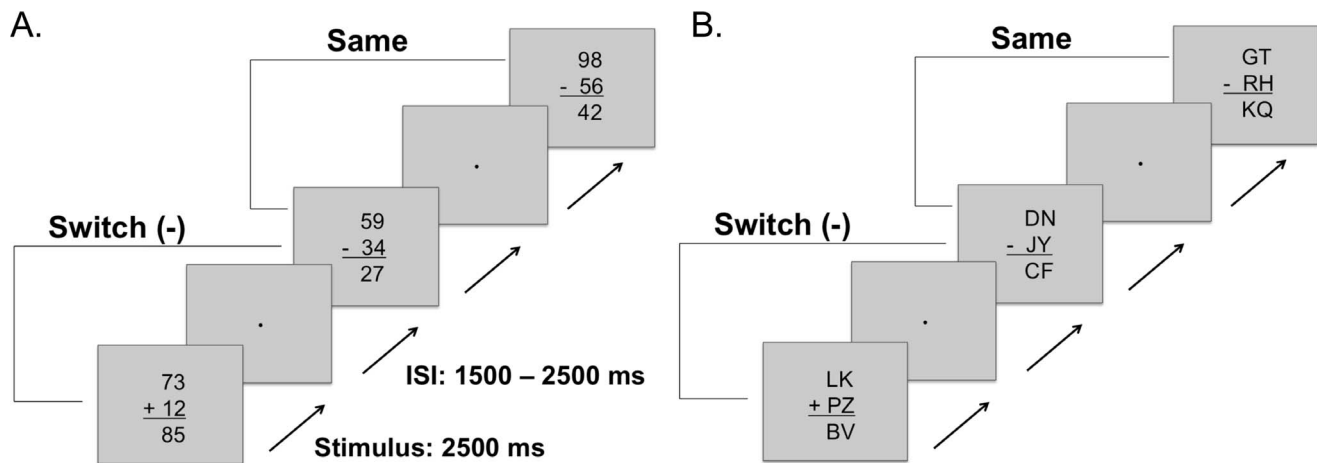 A.
Same
98
- 56
42
59
- 34
27
Switch (-)
73
+ 12
85
ISI: 1500 – 2500 ms
Stimulus: 2500 ms
B.
Same
GT
- RH
KQ
DN
- JY
CF
Switch (-)
LK
+ PZ
BV